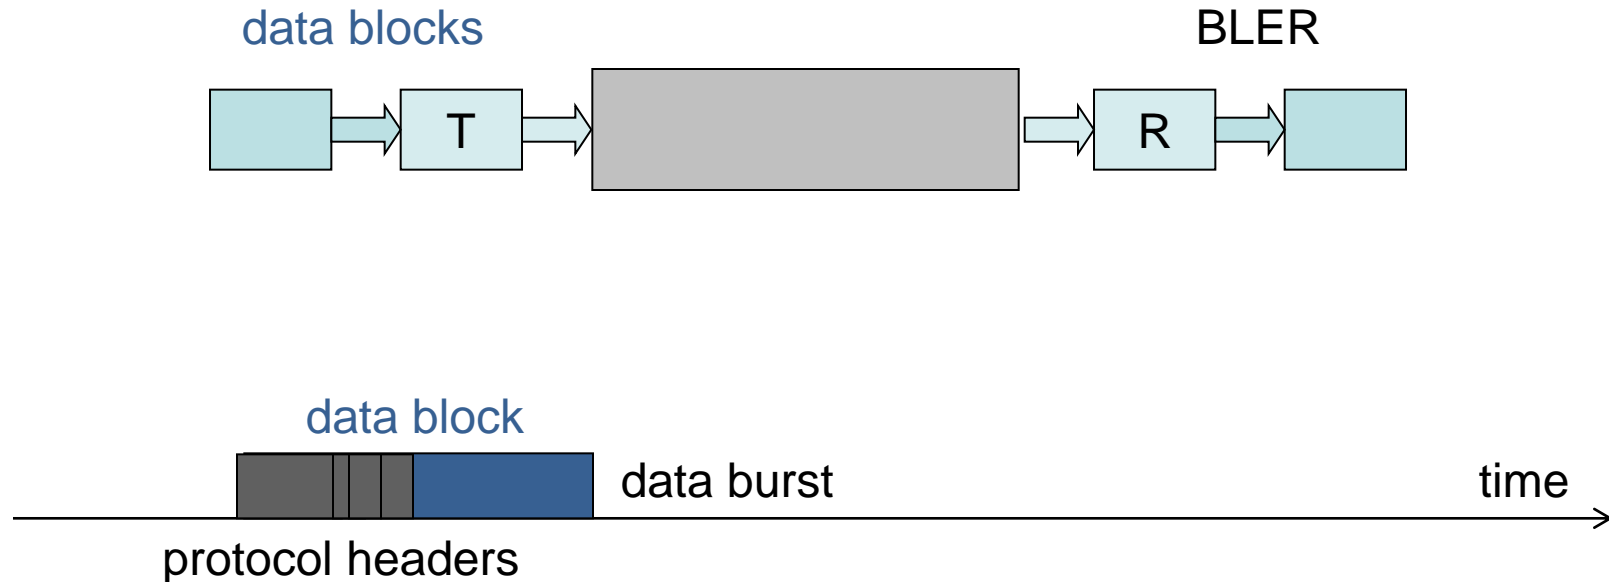 data blocks
BLER
T
R
data block
data burst
time
protocol headers